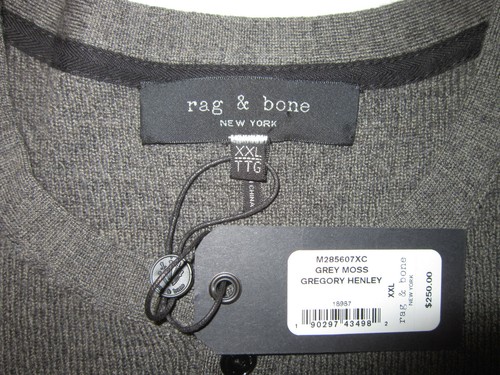 rag & bone
NEW YORK
XXL
TTG
CHINA
M285607XC
GREY MOSS
GREGORY HENLEY
XXL
rag & bone
NEW YORK
$250.00
1 90297 43498 2